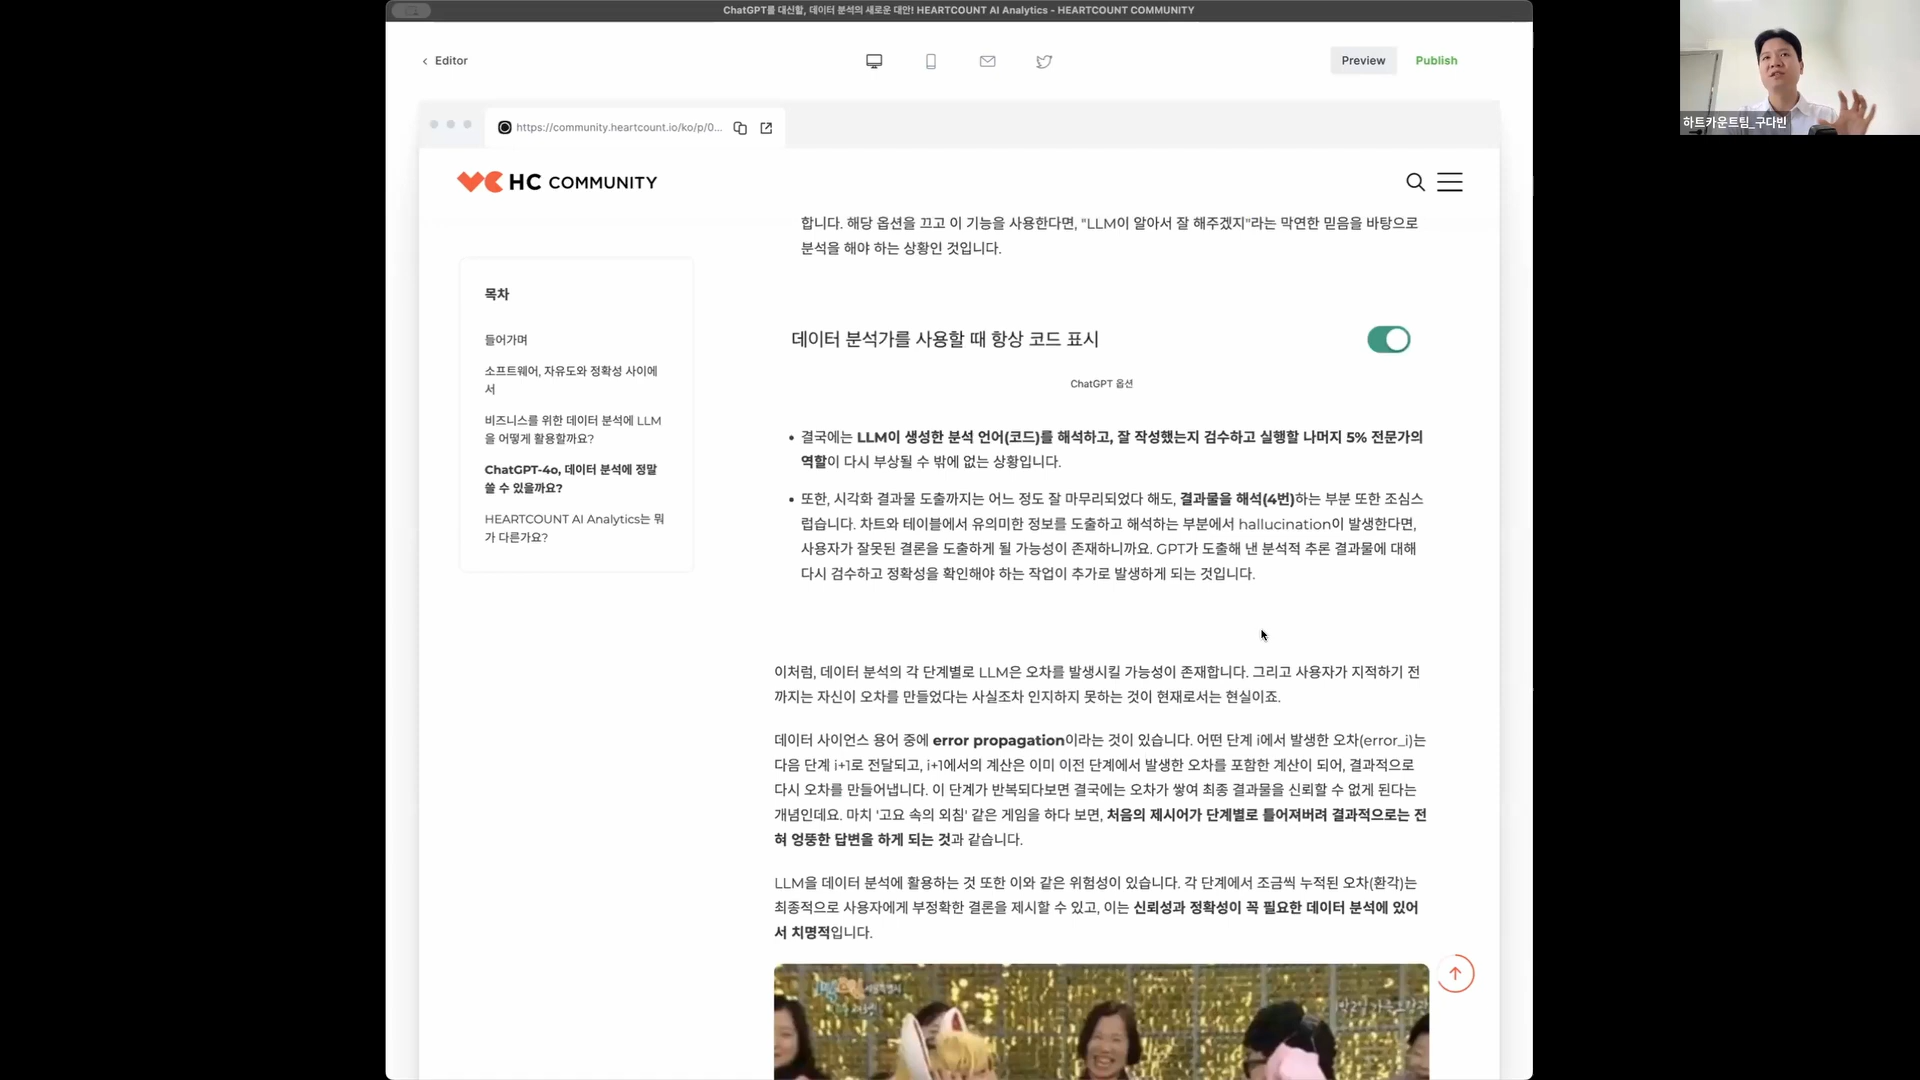 ChatGPT를 대신할, 데이터 분석의 새로운 대안! HEARTCOUNT AI Analytics - HEARTCOUNT COMMUNITY
Editor
Preview
Publish
https://community.heartcount.io/ko/p/0...
HC COMMUNITY
목차
들어가며
소프트웨어, 자유도와 정확성 사이에
서
비즈니스를 위한 데이터 분석에 LLM
을 어떻게 활용할까요?
ChatGPT-4o, 데이터 분석에 정말
쓸 수 있을까요?
HEARTCOUNT AI Analytics는 뭐
가 다른가요?
합니다. 해당 옵션을 끄고 이 기능을 사용한다면, "LLM이 알아서 잘 해주겠지"라는 막연한 믿음을 바탕으로
분석을 해야 하는 상황인 것입니다.
데이터 분석가를 사용할 때 항상 코드 표시
ChatGPT 옵션
• 결국에는 LLM이 생성한 분석 언어(코드)를 해석하고, 잘 작성했는지 검수하고 실행할 나머지 5% 전문가의
역할이 다시 부상될 수 밖에 없는 상황입니다.
• 또한, 시각화 결과물 도출까지는 어느 정도 잘 마무리되었다 해도, 결과물을 해석(4번)하는 부분 또한 조심스
럽습니다. 차트와 테이블에서 유의미한 정보를 도출하고 해석하는 부분에서 hallucination이 발생한다면,
사용자가 잘못된 결론을 도출하게 될 가능성이 존재하니까요. GPT가 도출해 낸 분석적 추론 결과물에 대해
다시 검수하고 정확성을 확인해야 하는 작업이 추가로 발생하게 되는 것입니다.
이처럼, 데이터 분석의 각 단계별로 LLM은 오차를 발생시킬 가능성이 존재합니다. 그리고 사용자가 지적하기 전
까지는 자신이 오차를 만들었다는 사실조차 인지하지 못하는 것이 현재로서는 현실이죠.
데이터 사이언스 용어 중에 error propagation이라는 것이 있습니다. 어떤 단계 i에서 발생한 오차(error_i)는
다음 단계 i+1로 전달되고, i+1에서의 계산은 이미 이전 단계에서 발생한 오차를 포함한 계산이 되어, 결과적으로
다시 오차를 만들어냅니다. 이 단계가 반복되다보면 결국에는 오차가 쌓여 최종 결과물을 신뢰할 수 없게 된다는
개념인데요. 마치 '고요 속의 외침' 같은 게임을 하다 보면, 처음의 제시어가 단계별로 틀어져버려 결과적으로는 전
혀 엉뚱한 답변을 하게 되는 것과 같습니다.
LLM을 데이터 분석에 활용하는 것 또한 이와 같은 위험성이 있습니다. 각 단계에서 조금씩 누적된 오차(환각)는
최종적으로 사용자에게 부정확한 결론을 제시할 수 있고, 이는 신뢰성과 정확성이 꼭 필요한 데이터 분석에 있어
서 치명적입니다.
하트카운트팀_구다빈